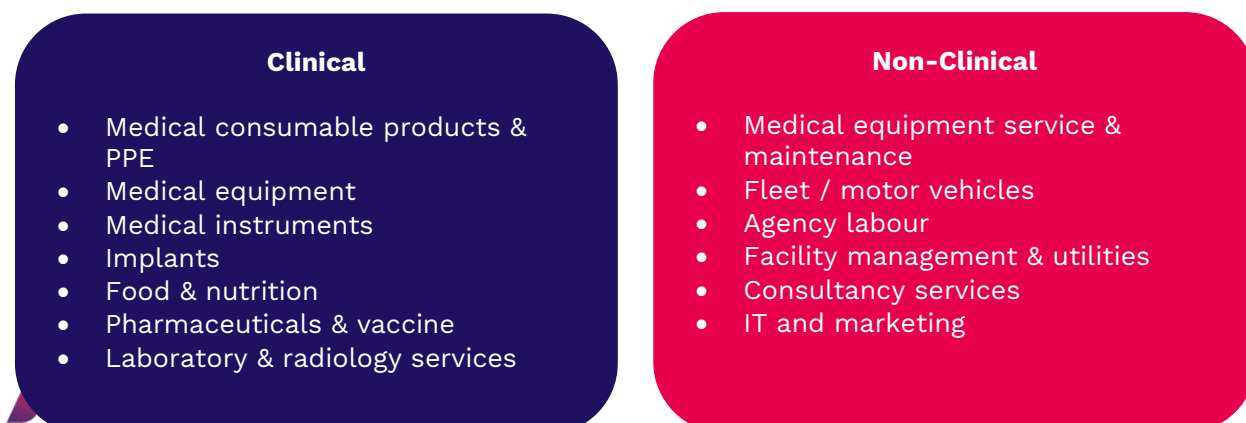 Clinical
• Medical consumable products &
PPE
• Medical equipment
• Medical instruments
• Implants
• Food & nutrition
• Pharmaceuticals & vaccine
• Laboratory & radiology services
Non-Clinical
• Medical equipment service &
maintenance
• Fleet / motor vehicles
• Agency labour
• Facility management & utilities
• Consultancy services
• IT and marketing